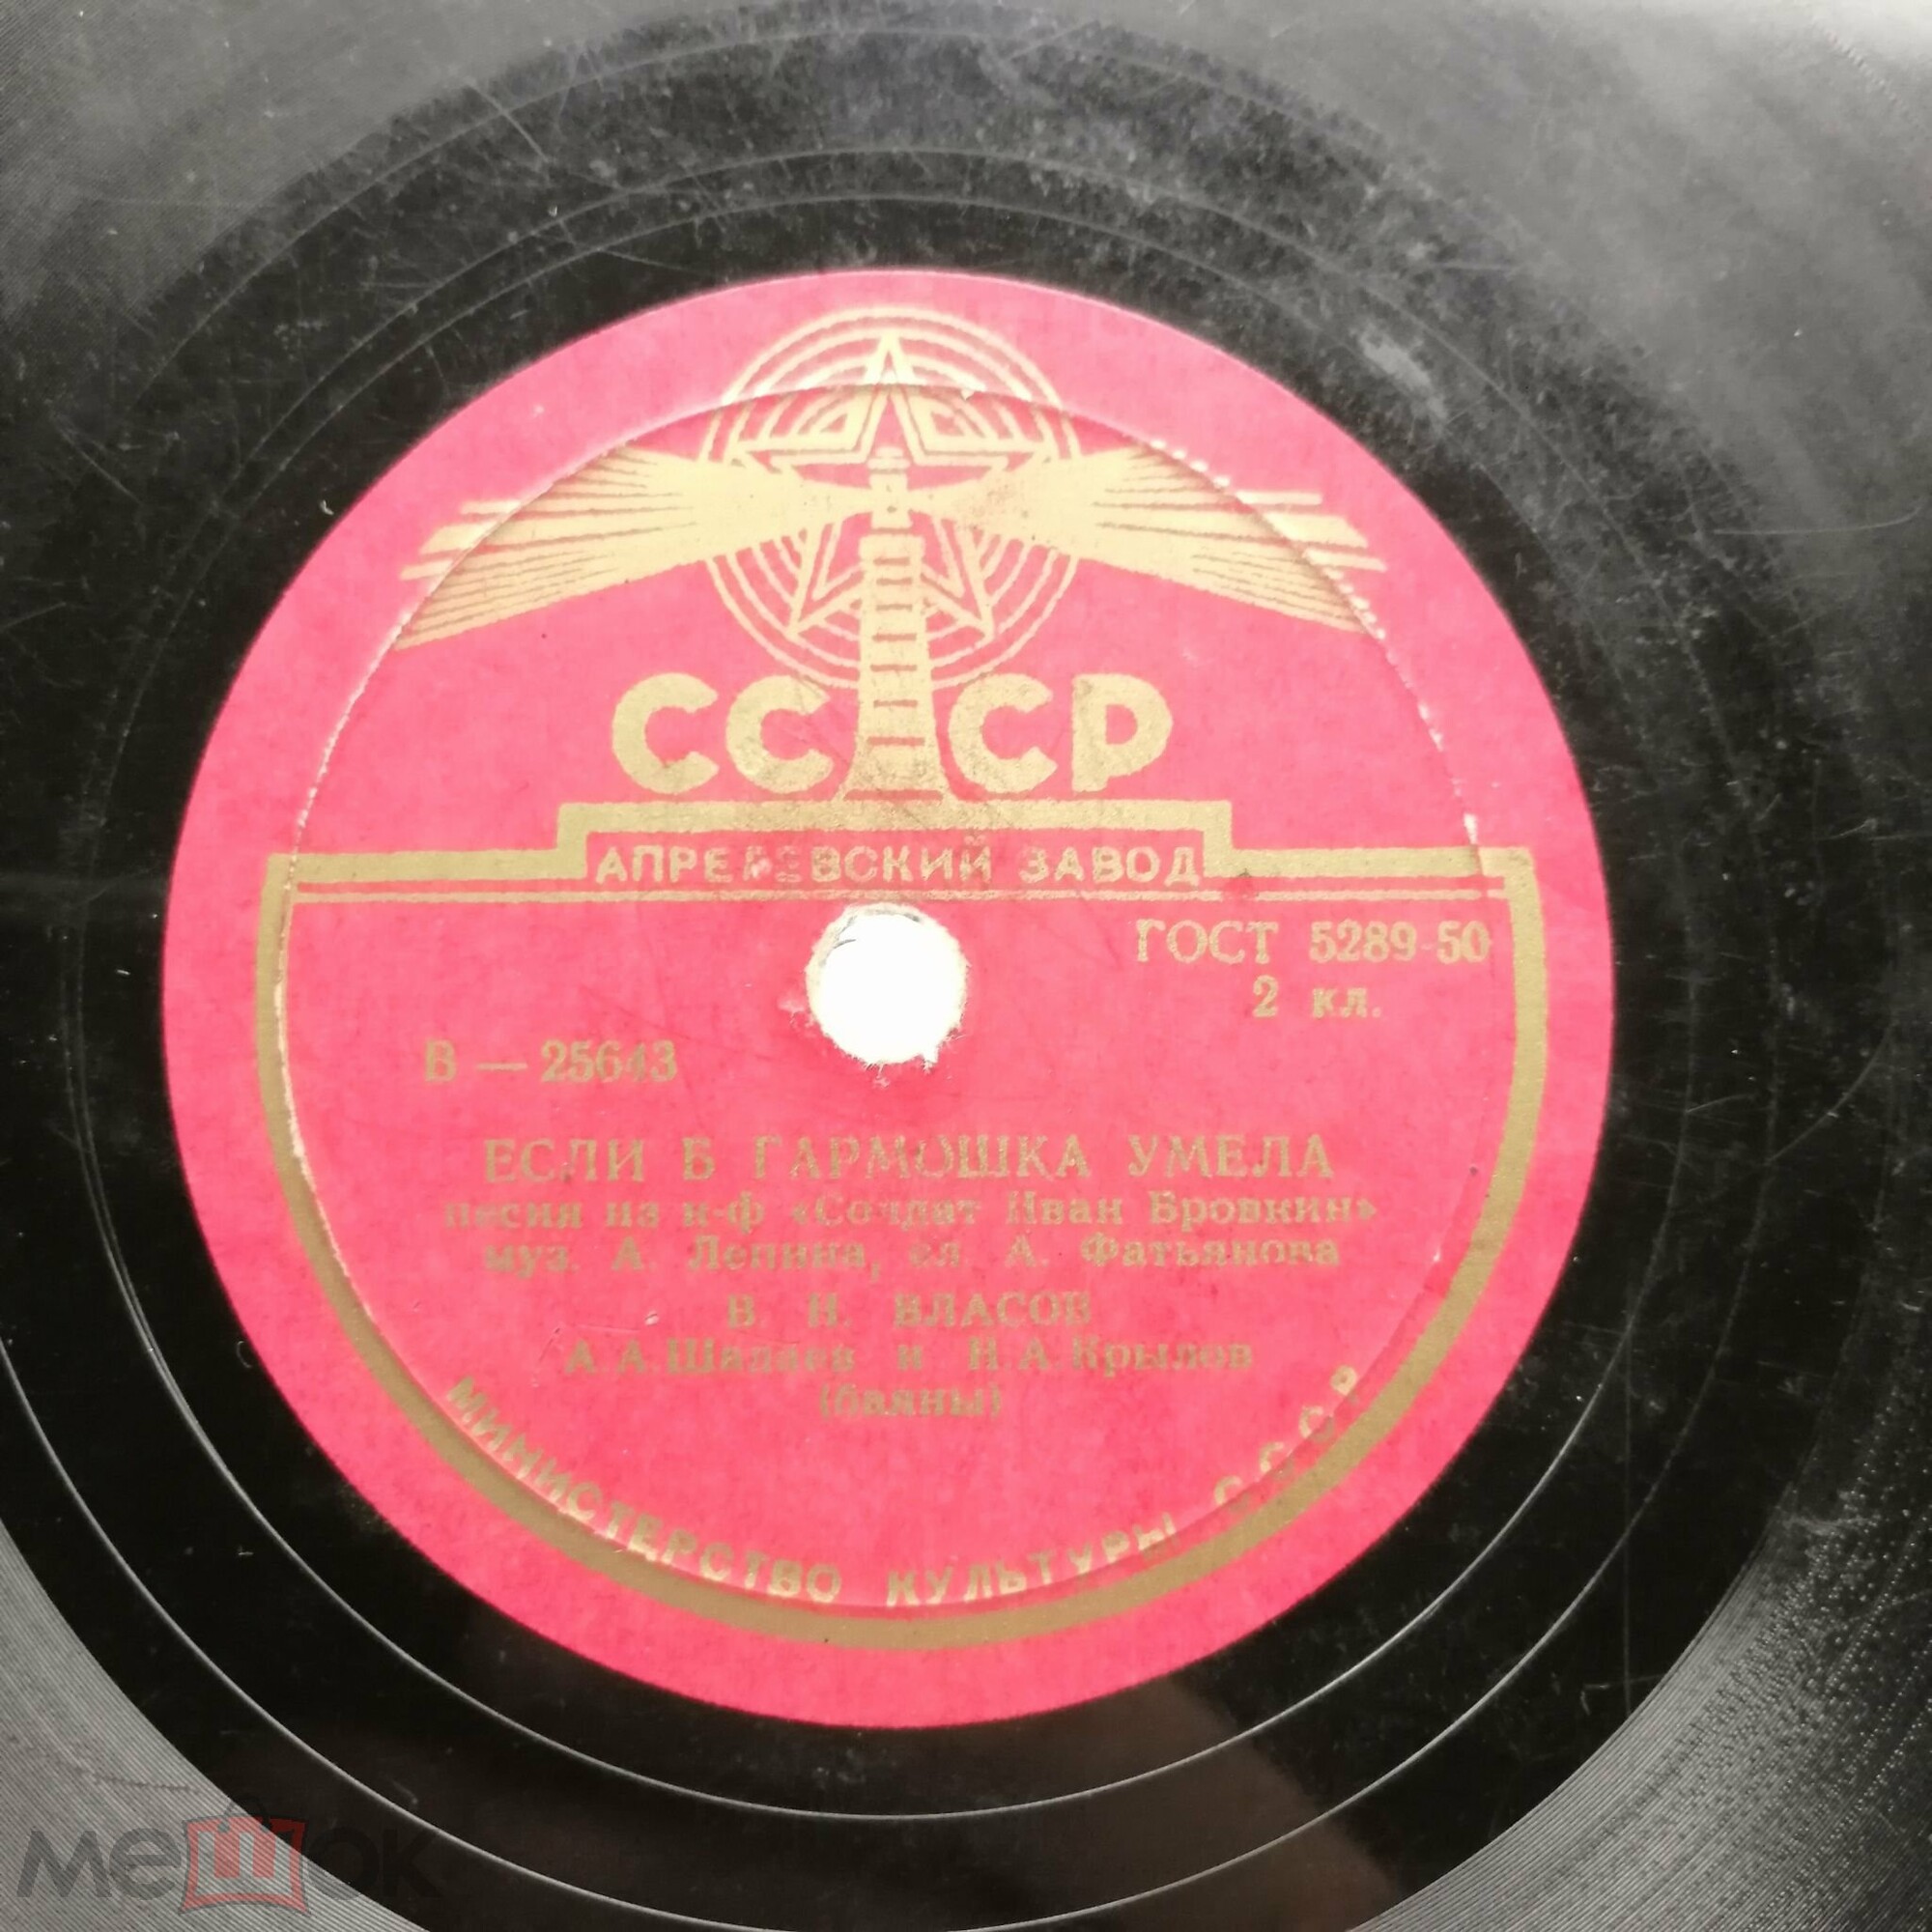 СССР
АПРЕЛЕВСКИЙ ЗАВОД
ГОСТ 5289-50
2 кл.
В — 25643
ЕСЛИ Б ГАРМОШКА УМЕЛА
песня из к-ф «Солдат Иван Бровкин»
муз. А. Лепина, сл. А. Фатьянова
В. Н. ВЛАСОВ
А.А.Шалаев и Н.А.Крылов
(баяны)
МИНИСТЕРСТВО КУЛЬТУРЫ СССР
мешок